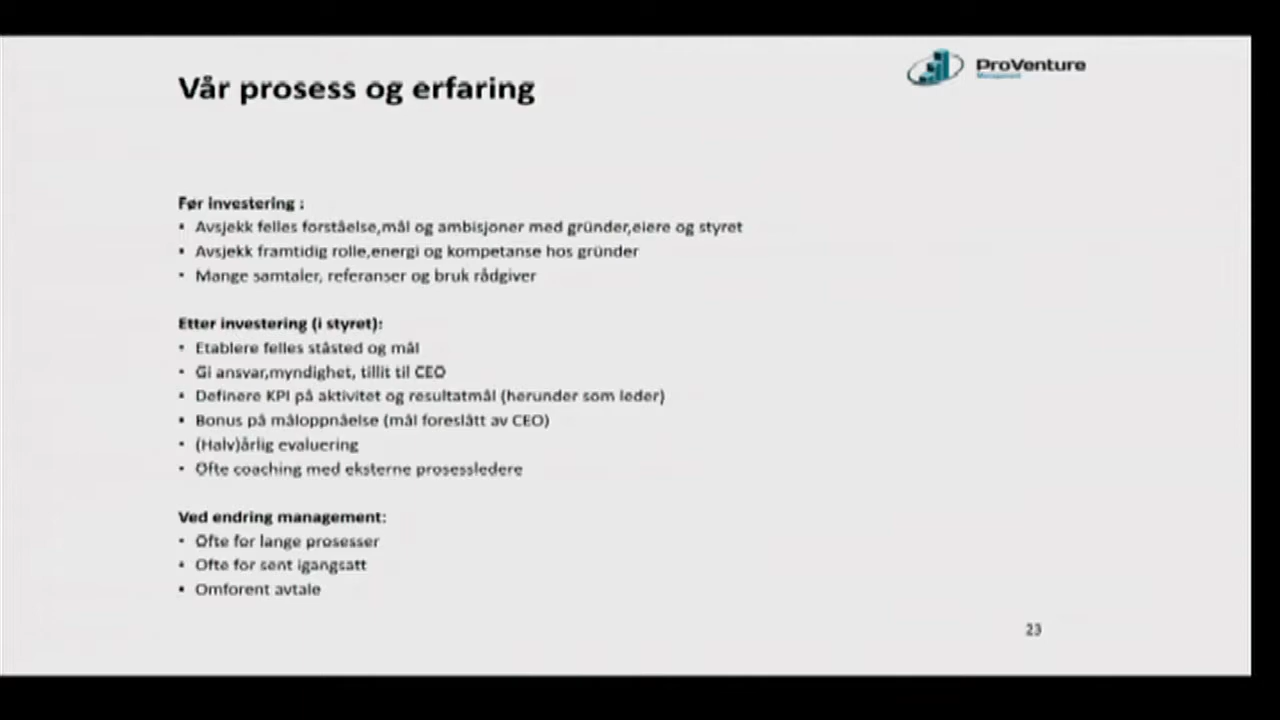 ProVenture
Management
Vår prosess og erfaring
Før investering :
• Avsjekk felles forståelse,mål og ambisjoner med gründer,eiere og styret
• Avsjekk framtidig rolle,energi og kompetanse hos gründer
• Mange samtaler, referanser og bruk rådgiver
Etter investering (i styret):
• Etablere felles ståsted og mål
• Gi ansvar,myndighet, tillit til CEO
• Definere KPI på aktivitet og resultatmål (herunder som leder)
• Bonus på måloppnåelse (mål foreslått av CEO)
• (Halv)årlig evaluering
• Ofte coaching med eksterne prosessledere
Ved endring management:
• Ofte for lange prosesser
• Ofte for sent igangsatt
• Omforent avtale
23